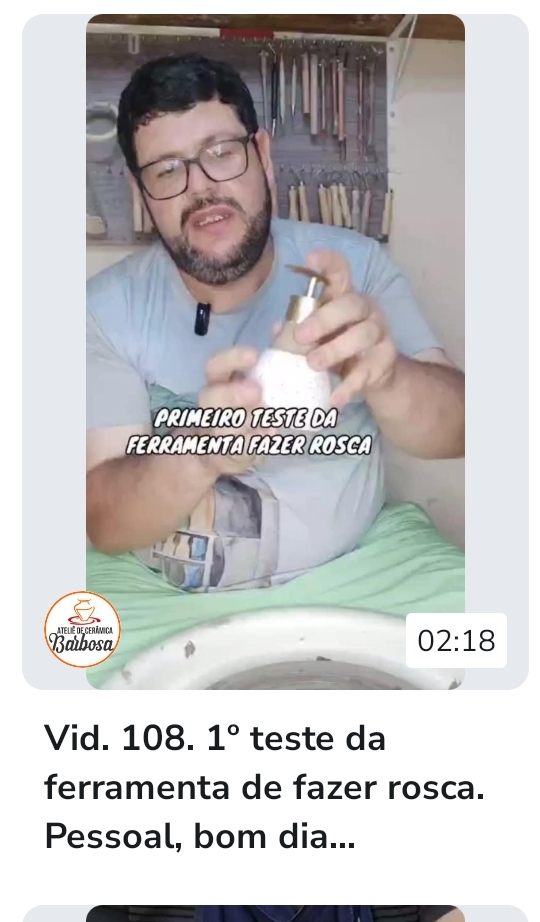 PRIMEIRO TESTE DA
FERRAMENTA FAZER ROSCA
ATELIÊ DE CERÂMICA
Barbosa
02:18
Vid. 108. 1º teste da
ferramenta de fazer rosca.
Pessoal, bom dia...